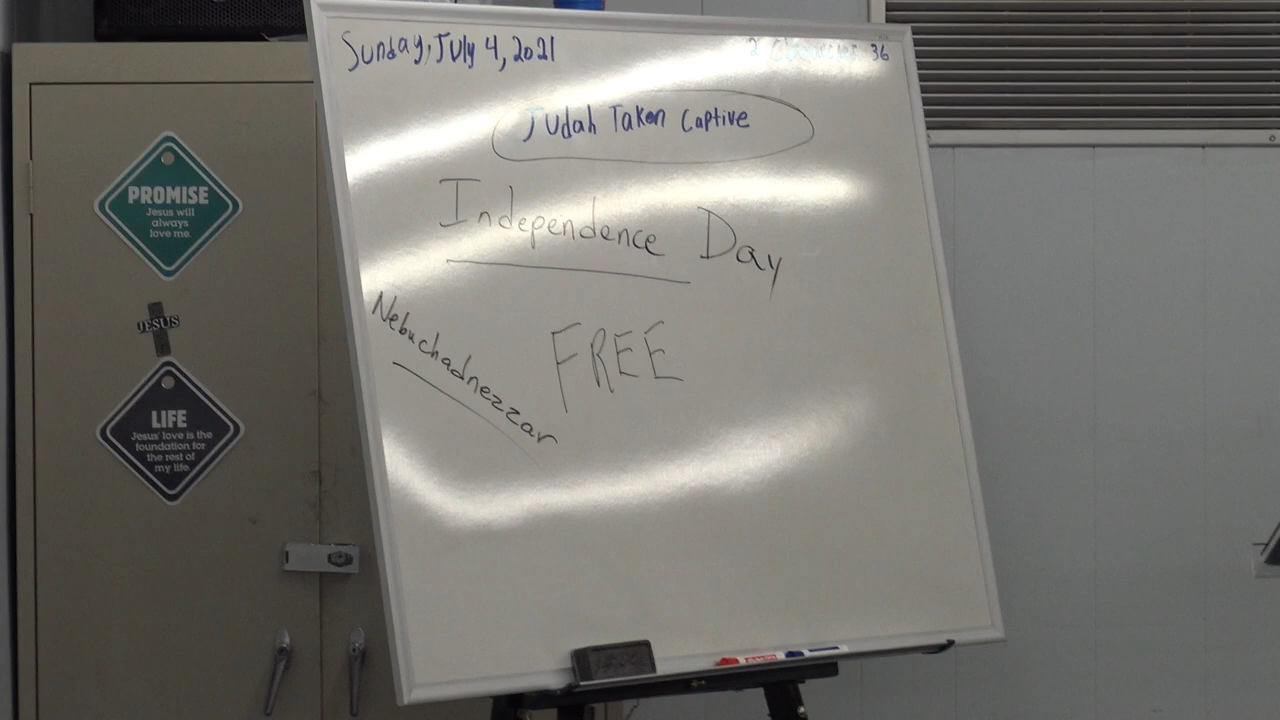 Sunday, July 4, 2021
2 Chronicles 36
Judah Taken Captive
Independence Day
Nebuchadnezzar
FREE
PROMISE
Jesus will
always
love me.
JESUS
LIFE
Jesus' love is the
foundation for
the rest of
my life.